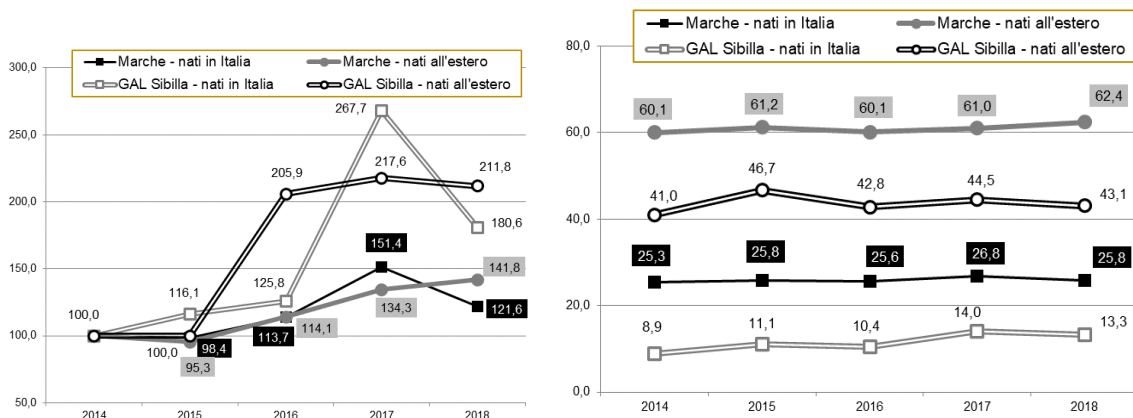 Marche - nati in Italia Marche - nati all'estero
GAL Sibilla - nati in Italia GAL Sibilla - nati all'estero
300,0
267,7
250,0
205,9 217,6 211,8
200,0
180,6
151,4
150,0
141,8
125,8
116,1
134,3
121,6
100,0
100,0
100,0
98,4
113,7
114,1
95,3
50,0
2014 2015 2016 2017 2018
Marche - nati in Italia Marche - nati all'estero
GAL Sibilla - nati in Italia GAL Sibilla - nati all'estero
80,0
60,1 61,2 60,1 61,0 62,4
60,0
41,0 46,7 42,8 44,5 43,1
40,0
25,3 25,8 25,6 26,8 25,8
20,0
8,9 11,1 10,4 14,0 13,3
0,0
2014 2015 2016 2017 2018